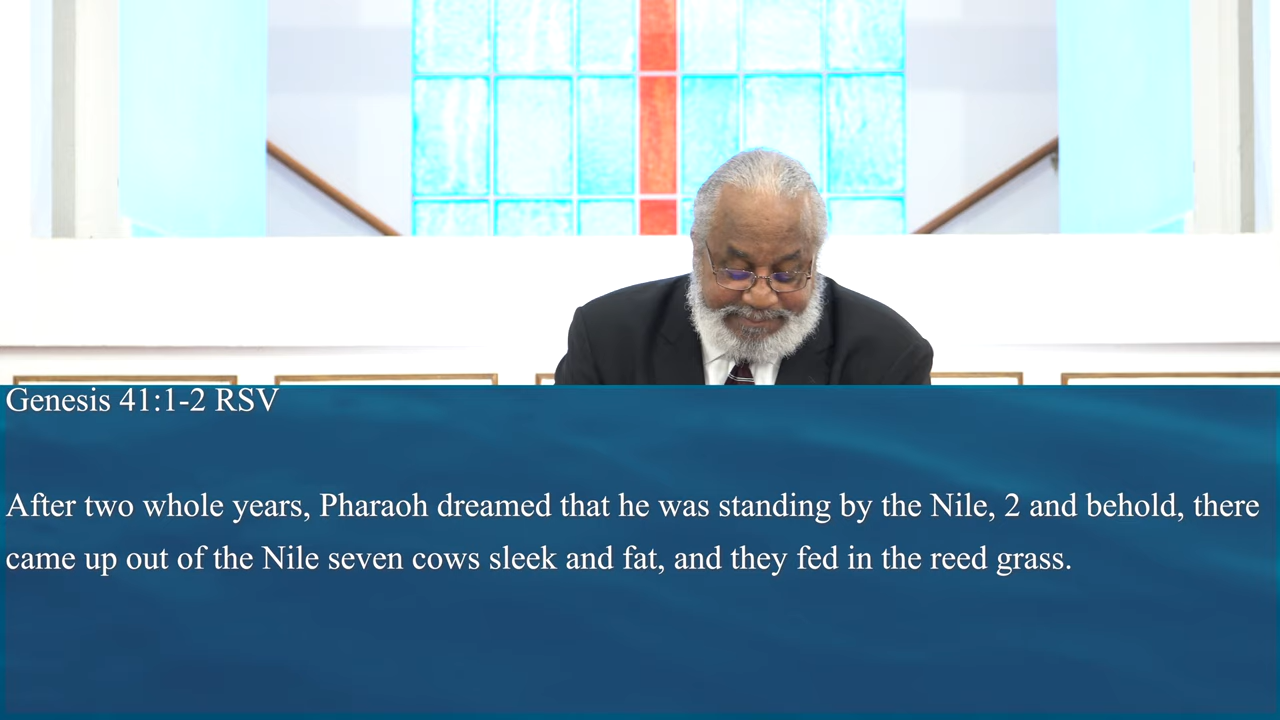 Genesis 41:1-2 RSV
After two whole years, Pharaoh dreamed that he was standing by the Nile, 2 and behold, there
came up out of the Nile seven cows sleek and fat, and they fed in the reed grass.